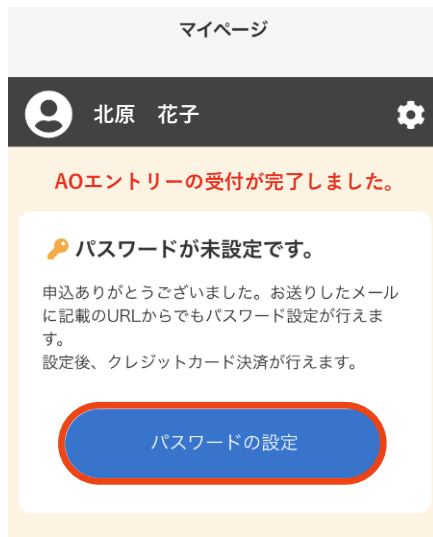 マイページ
北原　花子
AOエントリーの受付が完了しました。
パスワードが未設定です。
申込ありがとうございました。お送りしたメール
に記載のURLからでもパスワード設定が行えま
す。
設定後、クレジットカード決済が行えます。
パスワードの設定